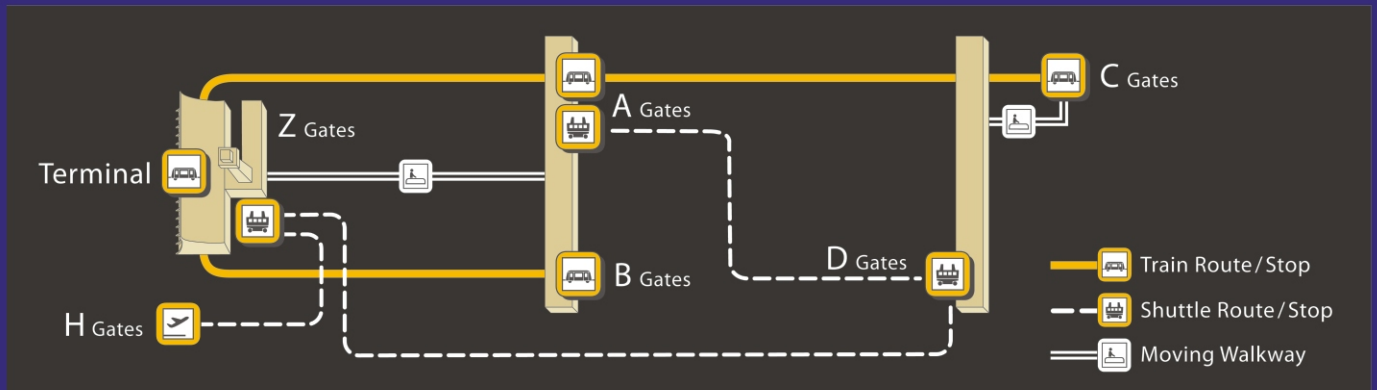 Z Gates
A Gates
C Gates
Terminal
B Gates
D Gates
H Gates
Train Route/Stop
Shuttle Route/Stop
Moving Walkway